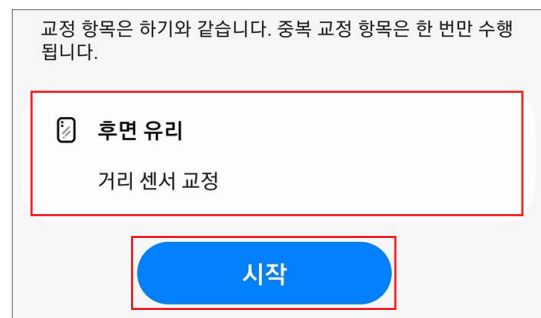 교정 항목은 하기와 같습니다. 중복 교정 항목은 한 번만 수행
됩니다.
후면 유리
거리 센서 교정
시작